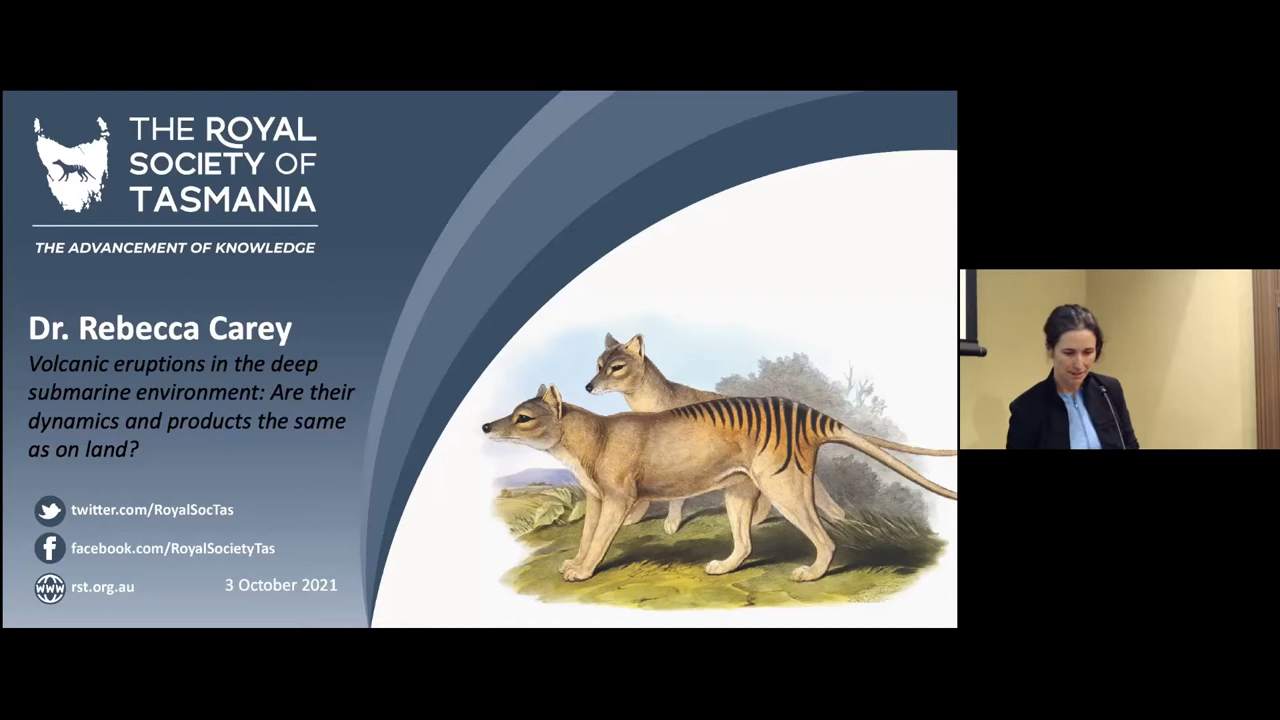 THE ROYAL
SOCIETY OF
TASMANIA
THE ADVANCEMENT OF KNOWLEDGE
Dr. Rebecca Carey
Volcanic eruptions in the deep
submarine environment: Are their
dynamics and products the same
as on land?
twitter.com/RoyalSocTas
facebook.com/RoyalSocietyTas
www rst.org.au 3 October 2021